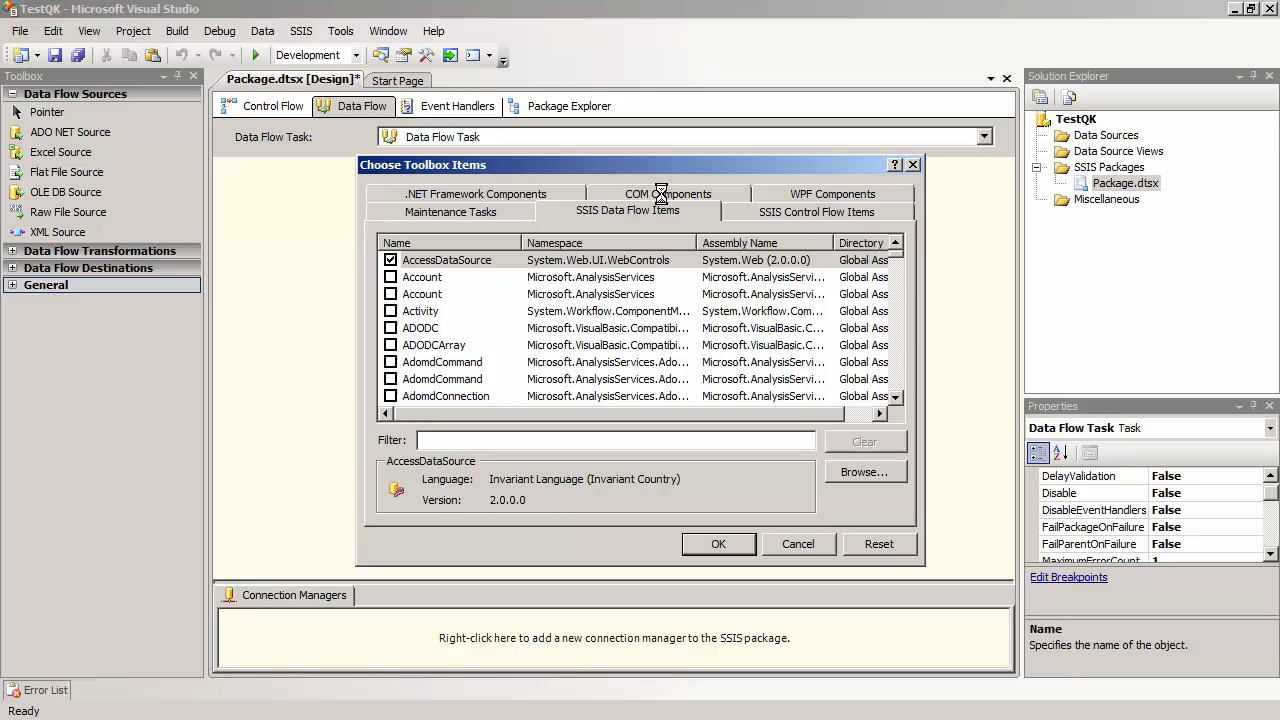 TestQK - Microsoft Visual Studio
File Edit View Project Build Debug Data SSIS Tools Window Help
Development
Toolbox
Data Flow Sources
Pointer
ADO NET Source
Excel Source
Flat File Source
OLE DB Source
Raw File Source
XML Source
Data Flow Transformations
Data Flow Destinations
General
Package.dtsx [Design]* Start Page
Control Flow Data Flow Event Handlers Package Explorer
Data Flow Task: Data Flow Task
Choose Toolbox Items
.NET Framework Components COM Components WPF Components
Maintenance Tasks SSIS Data Flow Items SSIS Control Flow Items
Name Namespace Assembly Name Directory
AccessDataSource System.Web.UI.WebControls System.Web (2.0.0.0) Global Ass
Account Microsoft.AnalysisServices Microsoft.AnalysisServi... Global Ass
Account Microsoft.AnalysisServices Microsoft.AnalysisServi... Global Ass
Activity System.Workflow.ComponentM... System.Workflow.Com... Global Ass
ADODC Microsoft.VisualBasic.Compatibi... Microsoft.VisualBasic.C... Global Ass
ADODCArray Microsoft.VisualBasic.Compatibi... Microsoft.VisualBasic.C... Global Ass
AdomdCommand Microsoft.AnalysisServices.Ado... Microsoft.AnalysisServi... Global Ass
AdomdCommand Microsoft.AnalysisServices.Ado... Microsoft.AnalysisServi... Global Ass
AdomdConnection Microsoft.AnalysisServices.Ado... Microsoft.AnalysisServi... Global Ass
Filter: Clear
AccessDataSource
Language: Invariant Language (Invariant Country) Browse...
Version: 2.0.0.0
OK Cancel Reset
Connection Managers
Right-click here to add a new connection manager to the SSIS package.
Solution Explorer
TestQK
Data Sources
Data Source Views
SSIS Packages
Package.dtsx
Miscellaneous
Properties
Data Flow Task Task
DelayValidation False
Disable False
DisableEventHandlers False
FailPackageOnFailure False
FailParentOnFailure False
MaximumErrorCount 1
Edit Breakpoints
Name
Specifies the name of the object.
Error List
Ready